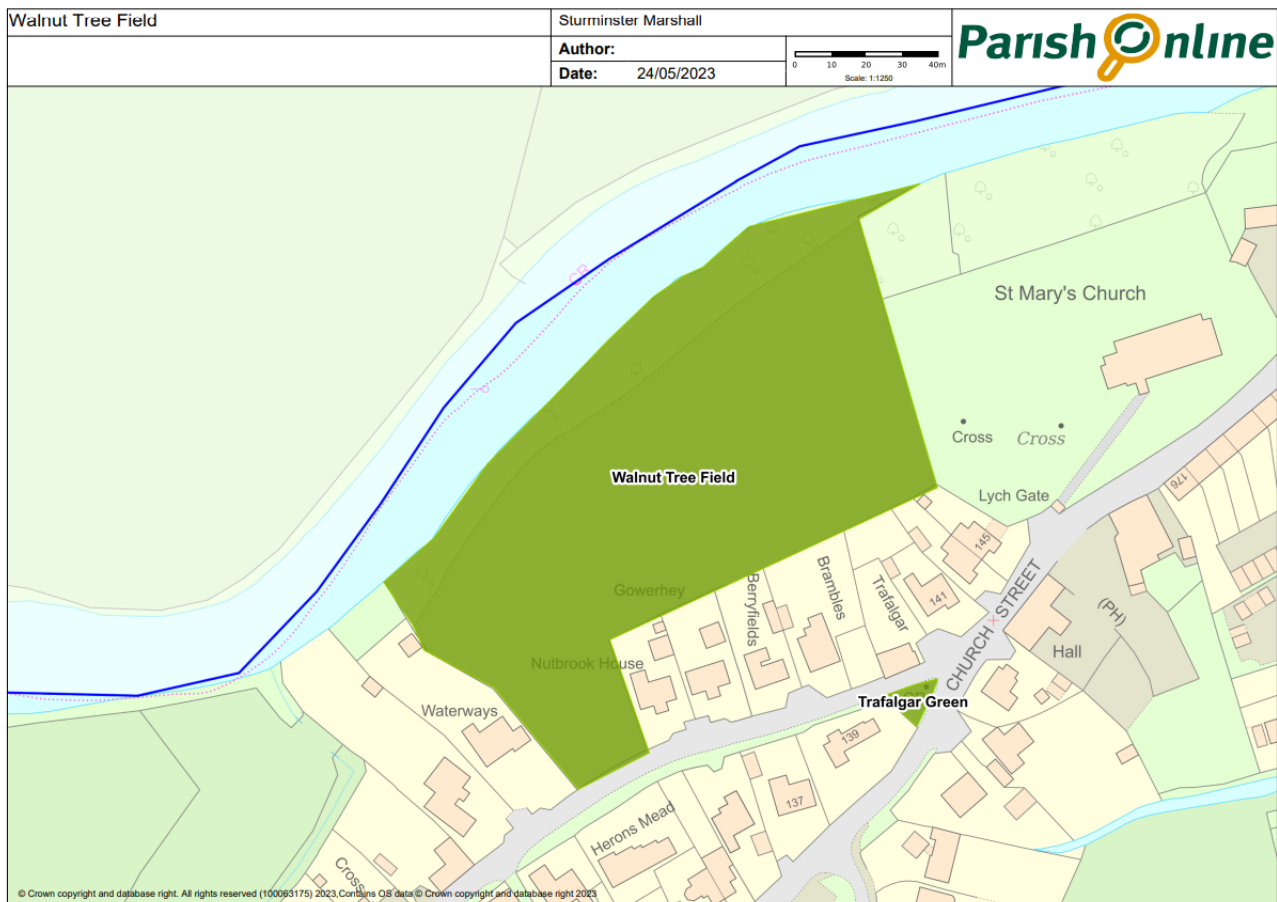 Walnut Tree Field
Sturminster Marshall
Author:
Date: 24/05/2023
0 10 20 30 40m
Scale: 1:1250
Parish Online
CB
St Mary's Church
Cross
Cross
176
Walnut Tree Field
Lych Gate
145
Gowerhey
Berryfields
Brambles
Trafalgar
141
CHURCH STREET
(PH)
Hall
Nutbrook House
Trafalgar Green
Waterways
139
137
Herons Mead
Cross
© Crown copyright and database right. All rights reserved (100063175) 2023,Contains OS data © Crown copyright and database right 2023